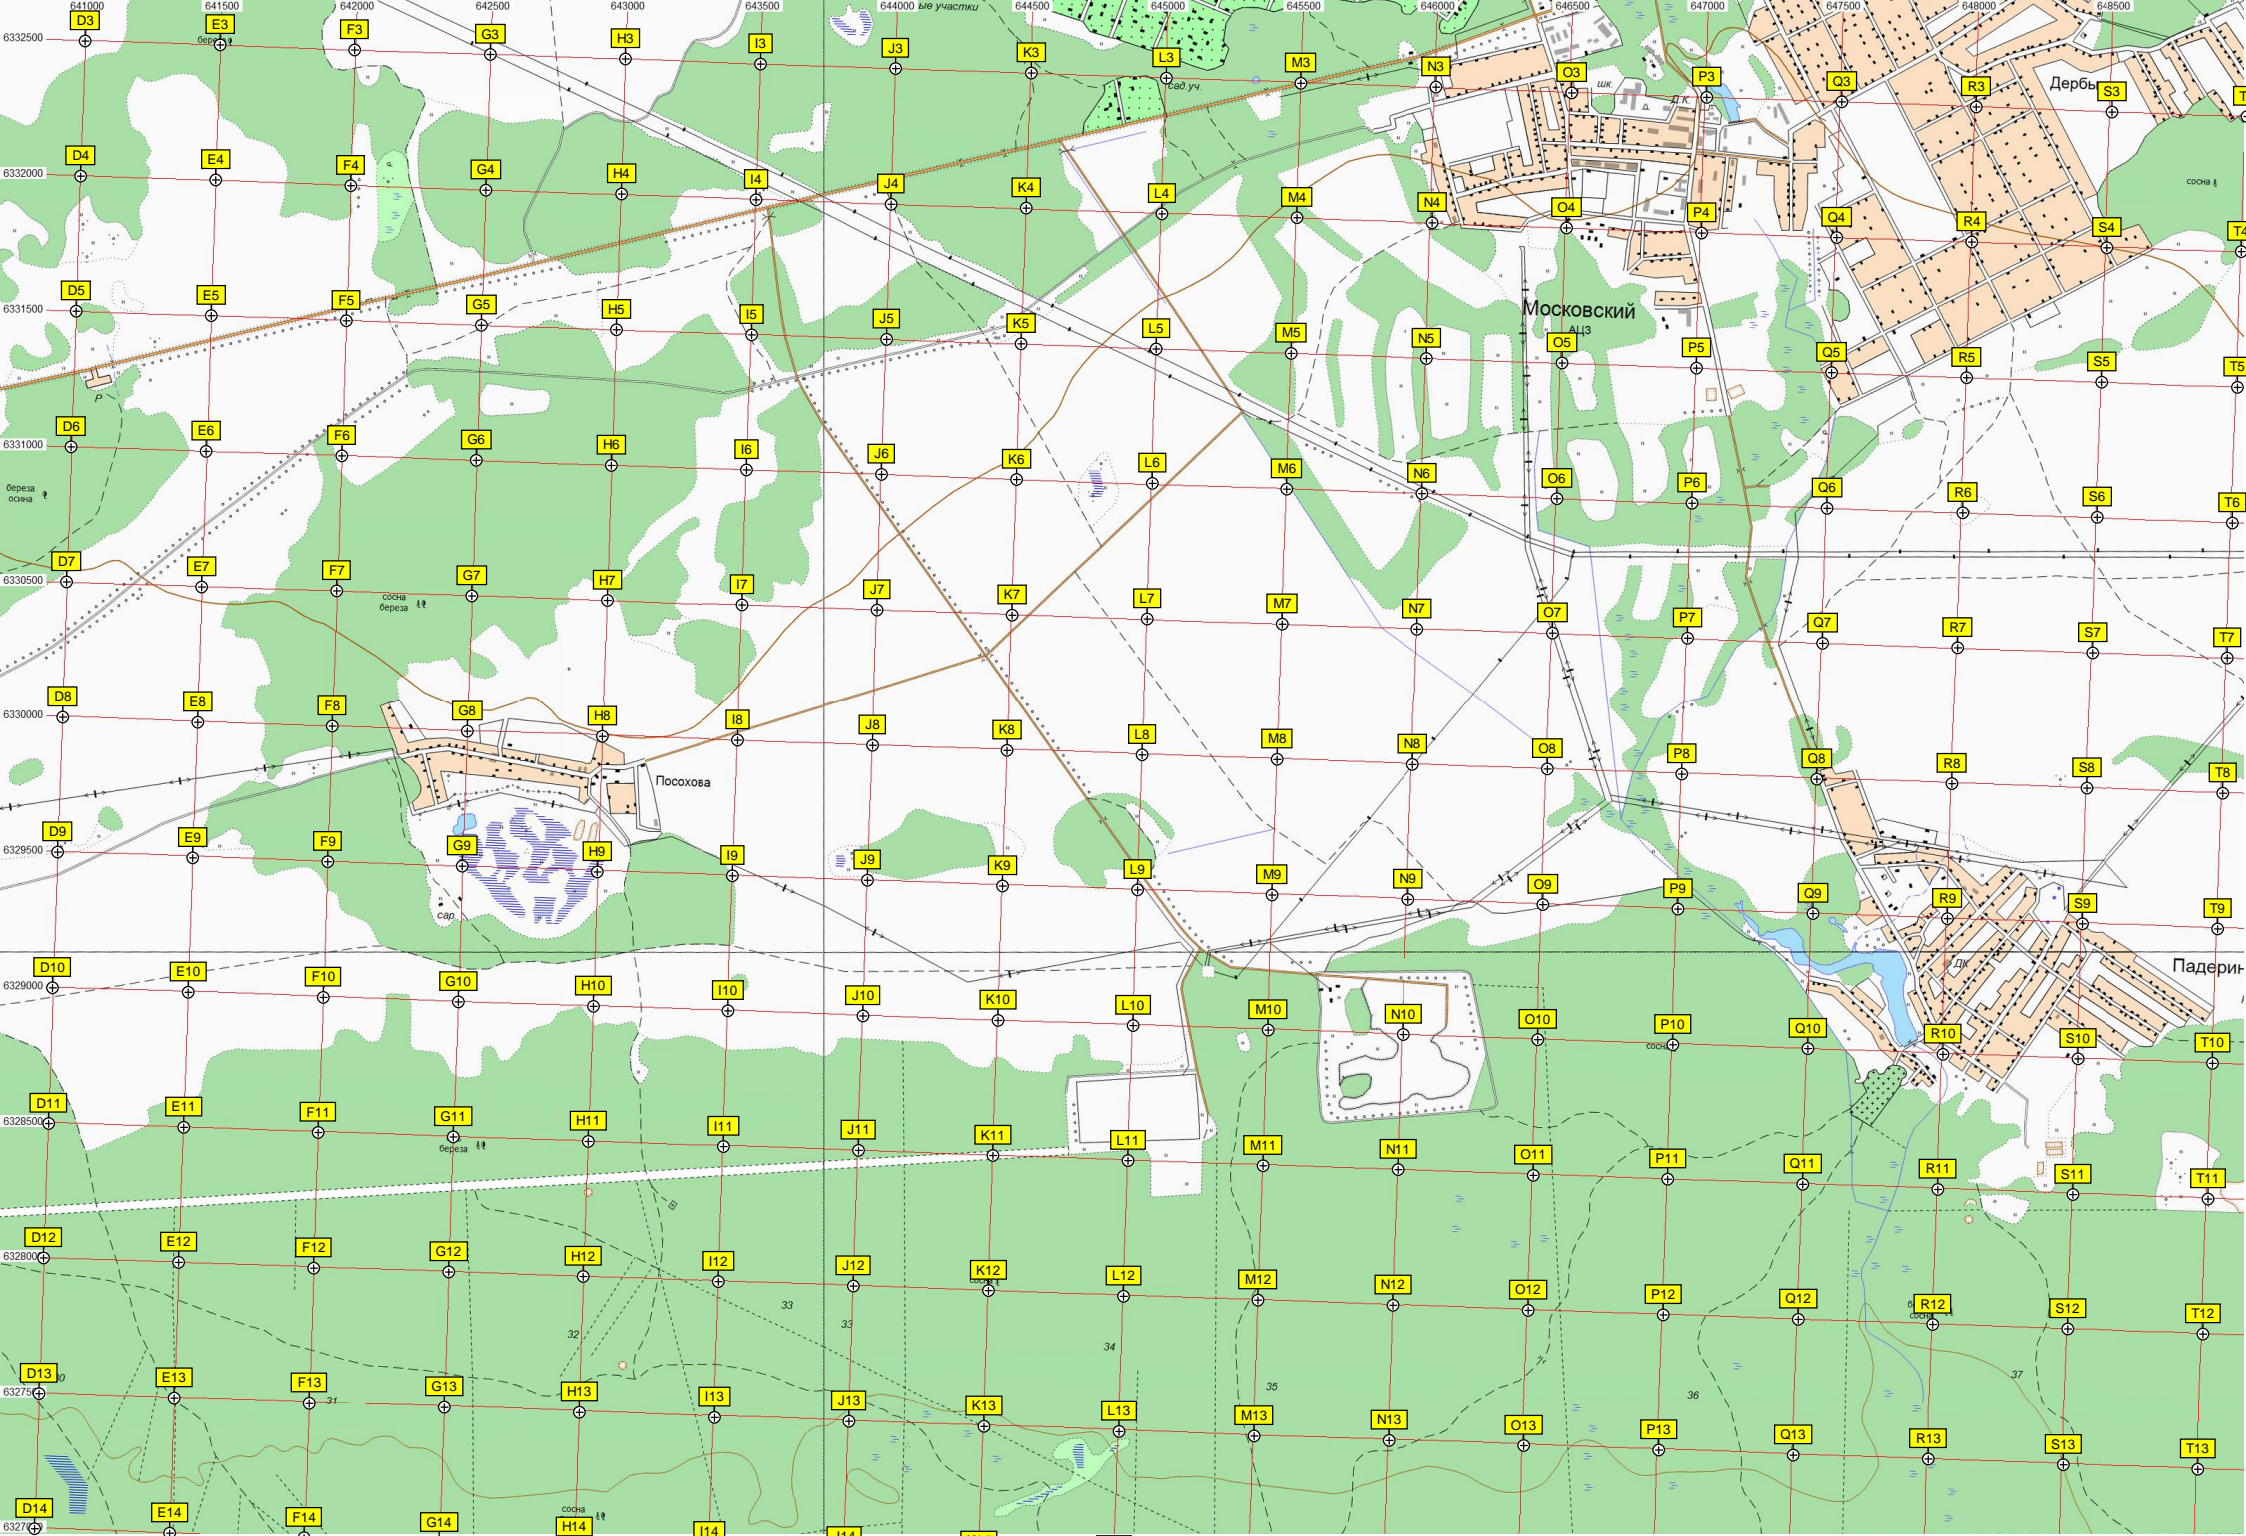 641000 641500 642000 642500 643000 643500 644000 ые участки 644500 645000 645500 646000 646500 647000 647500 648000 648500
6332500
D3 E3 F3 G3 H3 I3 J3 K3 L3 M3 N3 O3 P3 Q3 R3 S3 T
сад.уч.
шк.
Д.К.
Дербы
6332000
D4 E4 F4 G4 H4 I4 J4 K4 L4 M4 N4 O4 P4 Q4 R4 S4 T4
сосна
6331500
D5 E5 F5 G5 H5 I5 J5 K5 L5 M5 N5 O5 P5 Q5 R5 S5 T5
Московский
АЦЗ
Р
6331000
D6 E6 F6 G6 H6 I6 J6 K6 L6 M6 N6 O6 P6 Q6 R6 S6 T6
береза
осина
6330500
D7 E7 F7 G7 H7 I7 J7 K7 L7 M7 N7 O7 P7 Q7 R7 S7 T7
сосна
береза
6330000
D8 E8 F8 G8 H8 I8 J8 K8 L8 M8 N8 O8 P8 Q8 R8 S8 T8
Посохова
6329500
D9 E9 F9 G9 H9 I9 J9 K9 L9 M9 N9 O9 P9 Q9 R9 S9 T9
сар.
ДК
Падерин
6329000
D10 E10 F10 G10 H10 I10 J10 K10 L10 M10 N10 O10 P10 Q10 R10 S10 T10
сосна
6328500
D11 E11 F11 G11 H11 I11 J11 K11 L11 M11 N11 O11 P11 Q11 R11 S11 T11
береза
6328000
D12 E12 F12 G12 H12 I12 J12 K12 L12 M12 N12 O12 P12 Q12 R12 S12 T12
сосна
33
33
32
34
35
36
37
31
D13 E13 F13 G13 H13 I13 J13 K13 L13 M13 N13 O13 P13 Q13 R13 S13 T13
сосна
D14 E14 F14 G14 H14 I14 J14